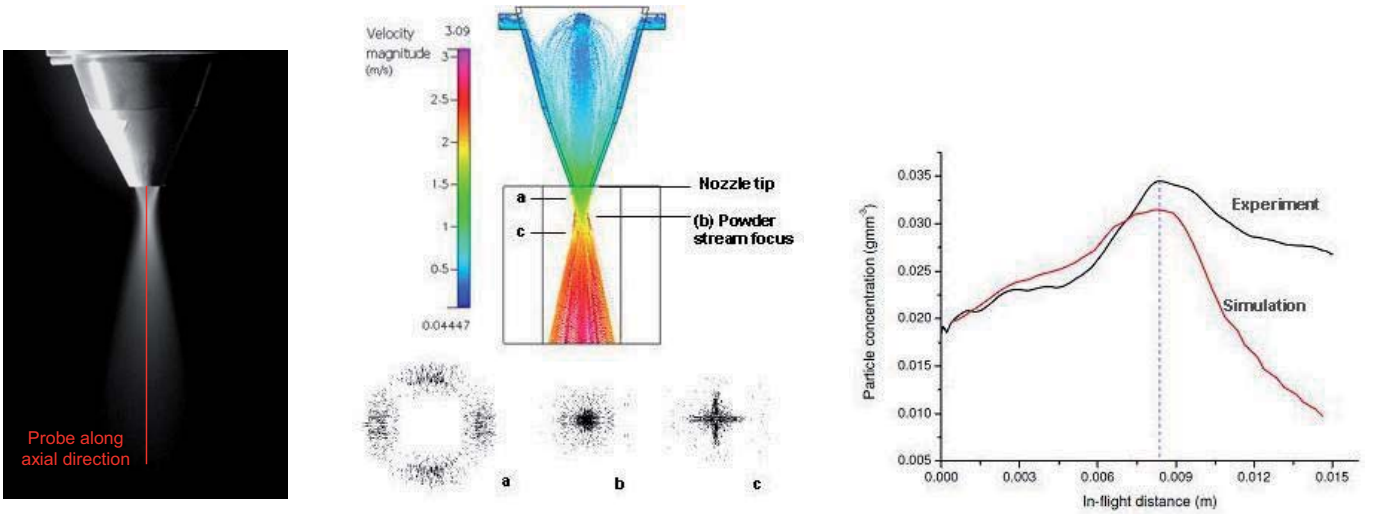 Probe along
axial direction
Velocity
magnitude
(m/s)
3·09
3
2·5
2
1·5
1
0·5
0·04447
a
c
Nozzle tip
(b) Powder
stream focus
a
b
c
Particle concentration (gmm⁻³)
0.035
0.030
0.025
0.020
0.015
0.010
0.005
Experiment
Simulation
0.000
0.003
0.006
0.009
0.012
0.015
In-flight distance (m)